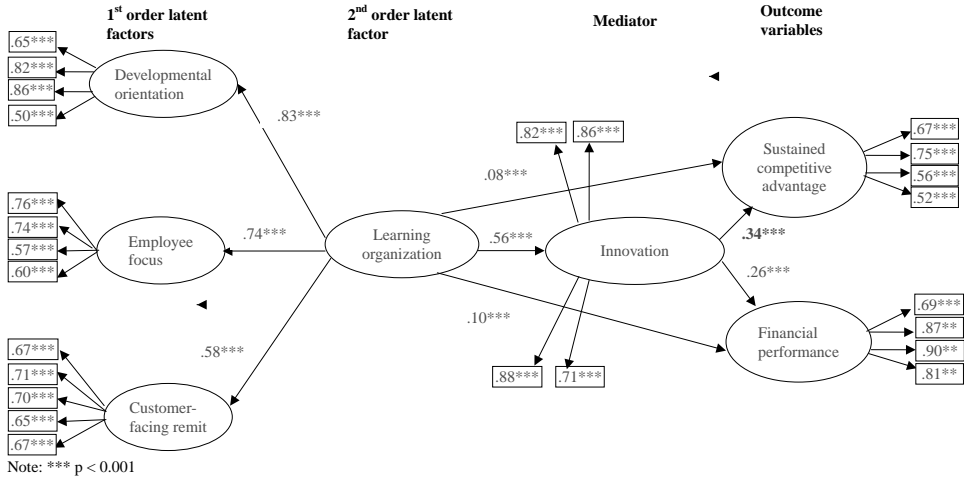 1st order latent
factors
2nd order latent
factor
Mediator
Outcome
variables
.65***
.82***
.86***
.50***
Developmental
orientation
.83***
.76***
.74***
.57***
.60***
Employee
focus
.74***
.67***
.71***
.70***
.65***
.67***
Customer-
facing remit
.58***
Learning
organization
.08***
.56***
.10***
.82***
.86***
Innovation
.88***
.71***
.34***
.26***
Sustained
competitive
advantage
.67***
.75***
.56***
.52***
Financial
performance
.69***
.87**
.90**
.81**
Note: *** p < 0.001